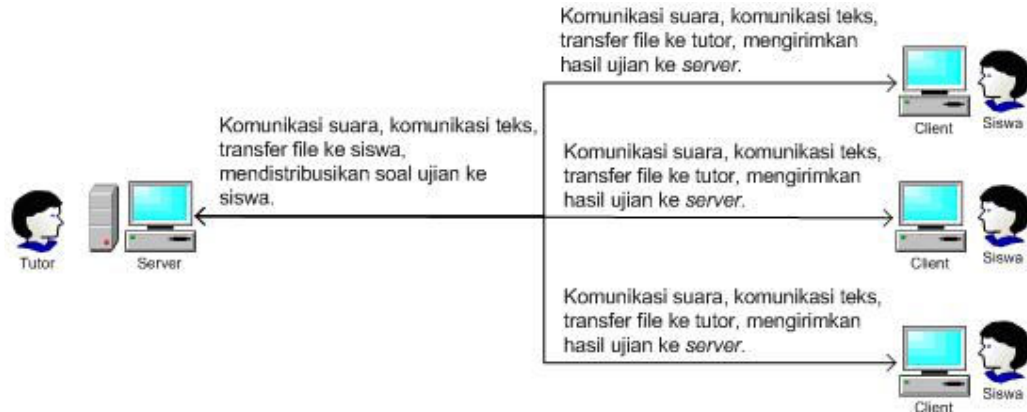 Komunikasi suara, komunikasi teks,
transfer file ke tutor, mengirimkan
hasil ujian ke server.
Client
Siswa
Komunikasi suara, komunikasi teks,
transfer file ke siswa,
mendistribusikan soal ujian ke
siswa.
Tutor
Server
Komunikasi suara, komunikasi teks,
transfer file ke tutor, mengirimkan
hasil ujian ke server.
Client
Siswa
Komunikasi suara, komunikasi teks,
transfer file ke tutor, mengirimkan
hasil ujian ke server.
Client
Siswa